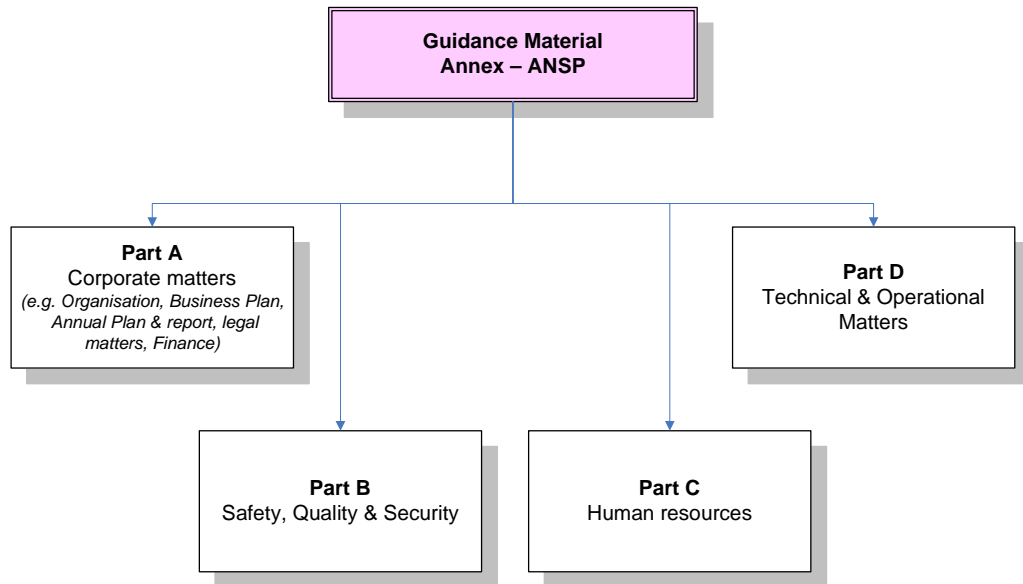 Guidance Material
Annex – ANSP
Part A
Corporate matters
(e.g. Organisation, Business Plan,
Annual Plan & report, legal
matters, Finance)
Part D
Technical & Operational
Matters
Part B
Safety, Quality & Security
Part C
Human resources